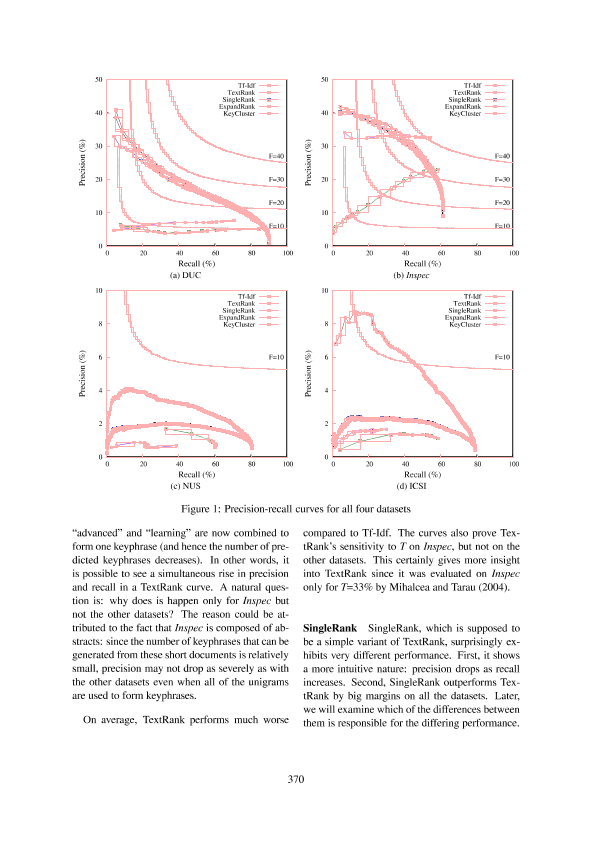 50
40
30
20
10
0
Precision (%)
0 20 40 60 80 100
Recall (%)
Tf-Idf
TextRank
SingleRank
ExpandRank
KeyCluster
F=40
F=30
F=20
F=10
(a) DUC
50
40
30
20
10
0
Precision (%)
0 20 40 60 80 100
Recall (%)
Tf-Idf
TextRank
SingleRank
ExpandRank
KeyCluster
F=40
F=30
F=20
F=10
(b) Inspec
10
8
6
4
2
0
Precision (%)
0 20 40 60 80 100
Recall (%)
Tf-Idf
TextRank
SingleRank
ExpandRank
KeyCluster
F=10
(c) NUS
10
8
6
4
2
0
Precision (%)
0 20 40 60 80 100
Recall (%)
Tf-Idf
TextRank
SingleRank
ExpandRank
KeyCluster
F=10
(d) ICSI
Figure 1: Precision-recall curves for all four datasets
“advanced” and “learning” are now combined to
form one keyphrase (and hence the number of pre-
dicted keyphrases decreases). In other words, it
is possible to see a simultaneous rise in precision
and recall in a TextRank curve. A natural ques-
tion is: why does is happen only for Inspec but
not the other datasets? The reason could be at-
tributed to the fact that Inspec is composed of ab-
stracts: since the number of keyphrases that can be
generated from these short documents is relatively
small, precision may not drop as severely as with
the other datasets even when all of the unigrams
are used to form keyphrases.
On average, TextRank performs much worse
compared to Tf-Idf. The curves also prove Tex-
tRank’s sensitivity to T on Inspec, but not on the
other datasets. This certainly gives more insight
into TextRank since it was evaluated on Inspec
only for T=33% by Mihalcea and Tarau (2004).
SingleRank SingleRank, which is supposed to
be a simple variant of TextRank, surprisingly ex-
hibits very different performance. First, it shows
a more intuitive nature: precision drops as recall
increases. Second, SingleRank outperforms Tex-
tRank by big margins on all the datasets. Later,
we will examine which of the differences between
them is responsible for the differing performance.
370